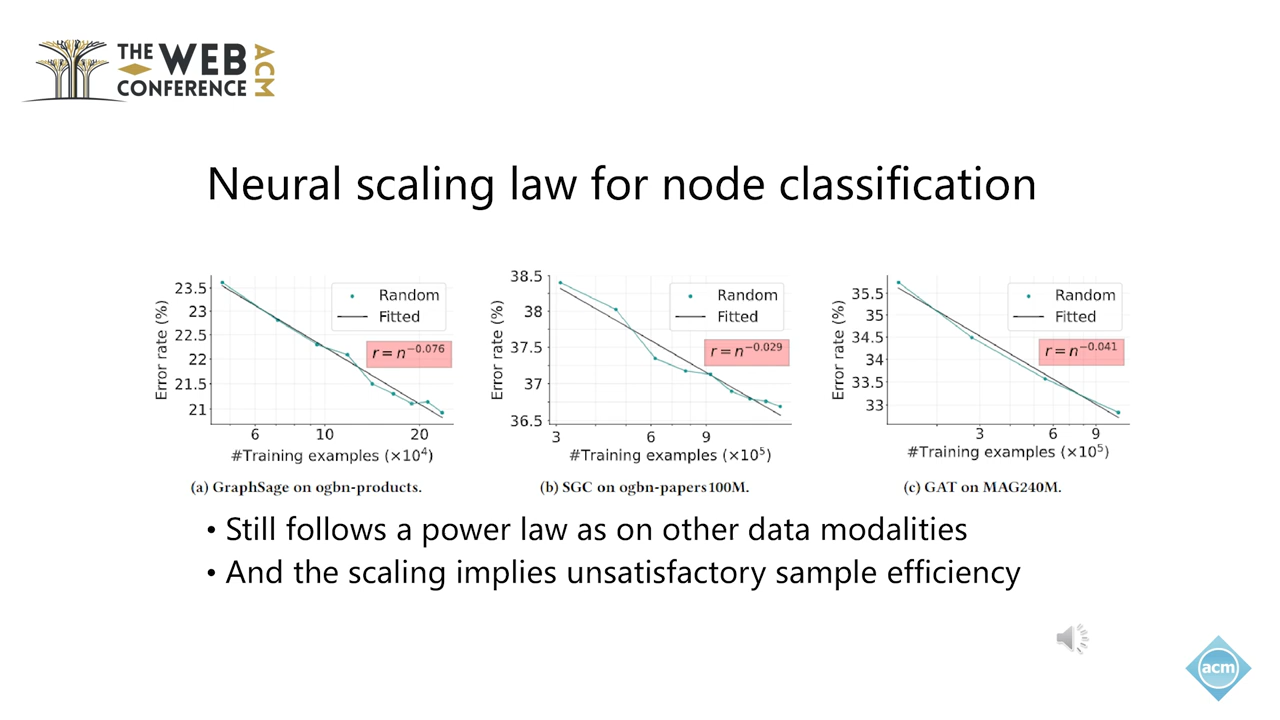 THE WEB
CONFERENCE
ACM
Neural scaling law for node classification
23.5
23
22.5
22
21.5
21
Error rate (%)
Random
Fitted
r = n^−0.076
6 10 20
#Training examples (×10^4)
(a) GraphSage on ogbn-products.
38.5
38
37.5
37
36.5
Error rate (%)
Random
Fitted
r = n^−0.029
3 6 9
#Training examples (×10^5)
(b) SGC on ogbn-papers100M.
35.5
35
34.5
34
33.5
33
Error rate (%)
Random
Fitted
r = n^−0.041
3 6 9
#Training examples (×10^5)
(c) GAT on MAG240M.
• Still follows a power law as on other data modalities
• And the scaling implies unsatisfactory sample efficiency
acm